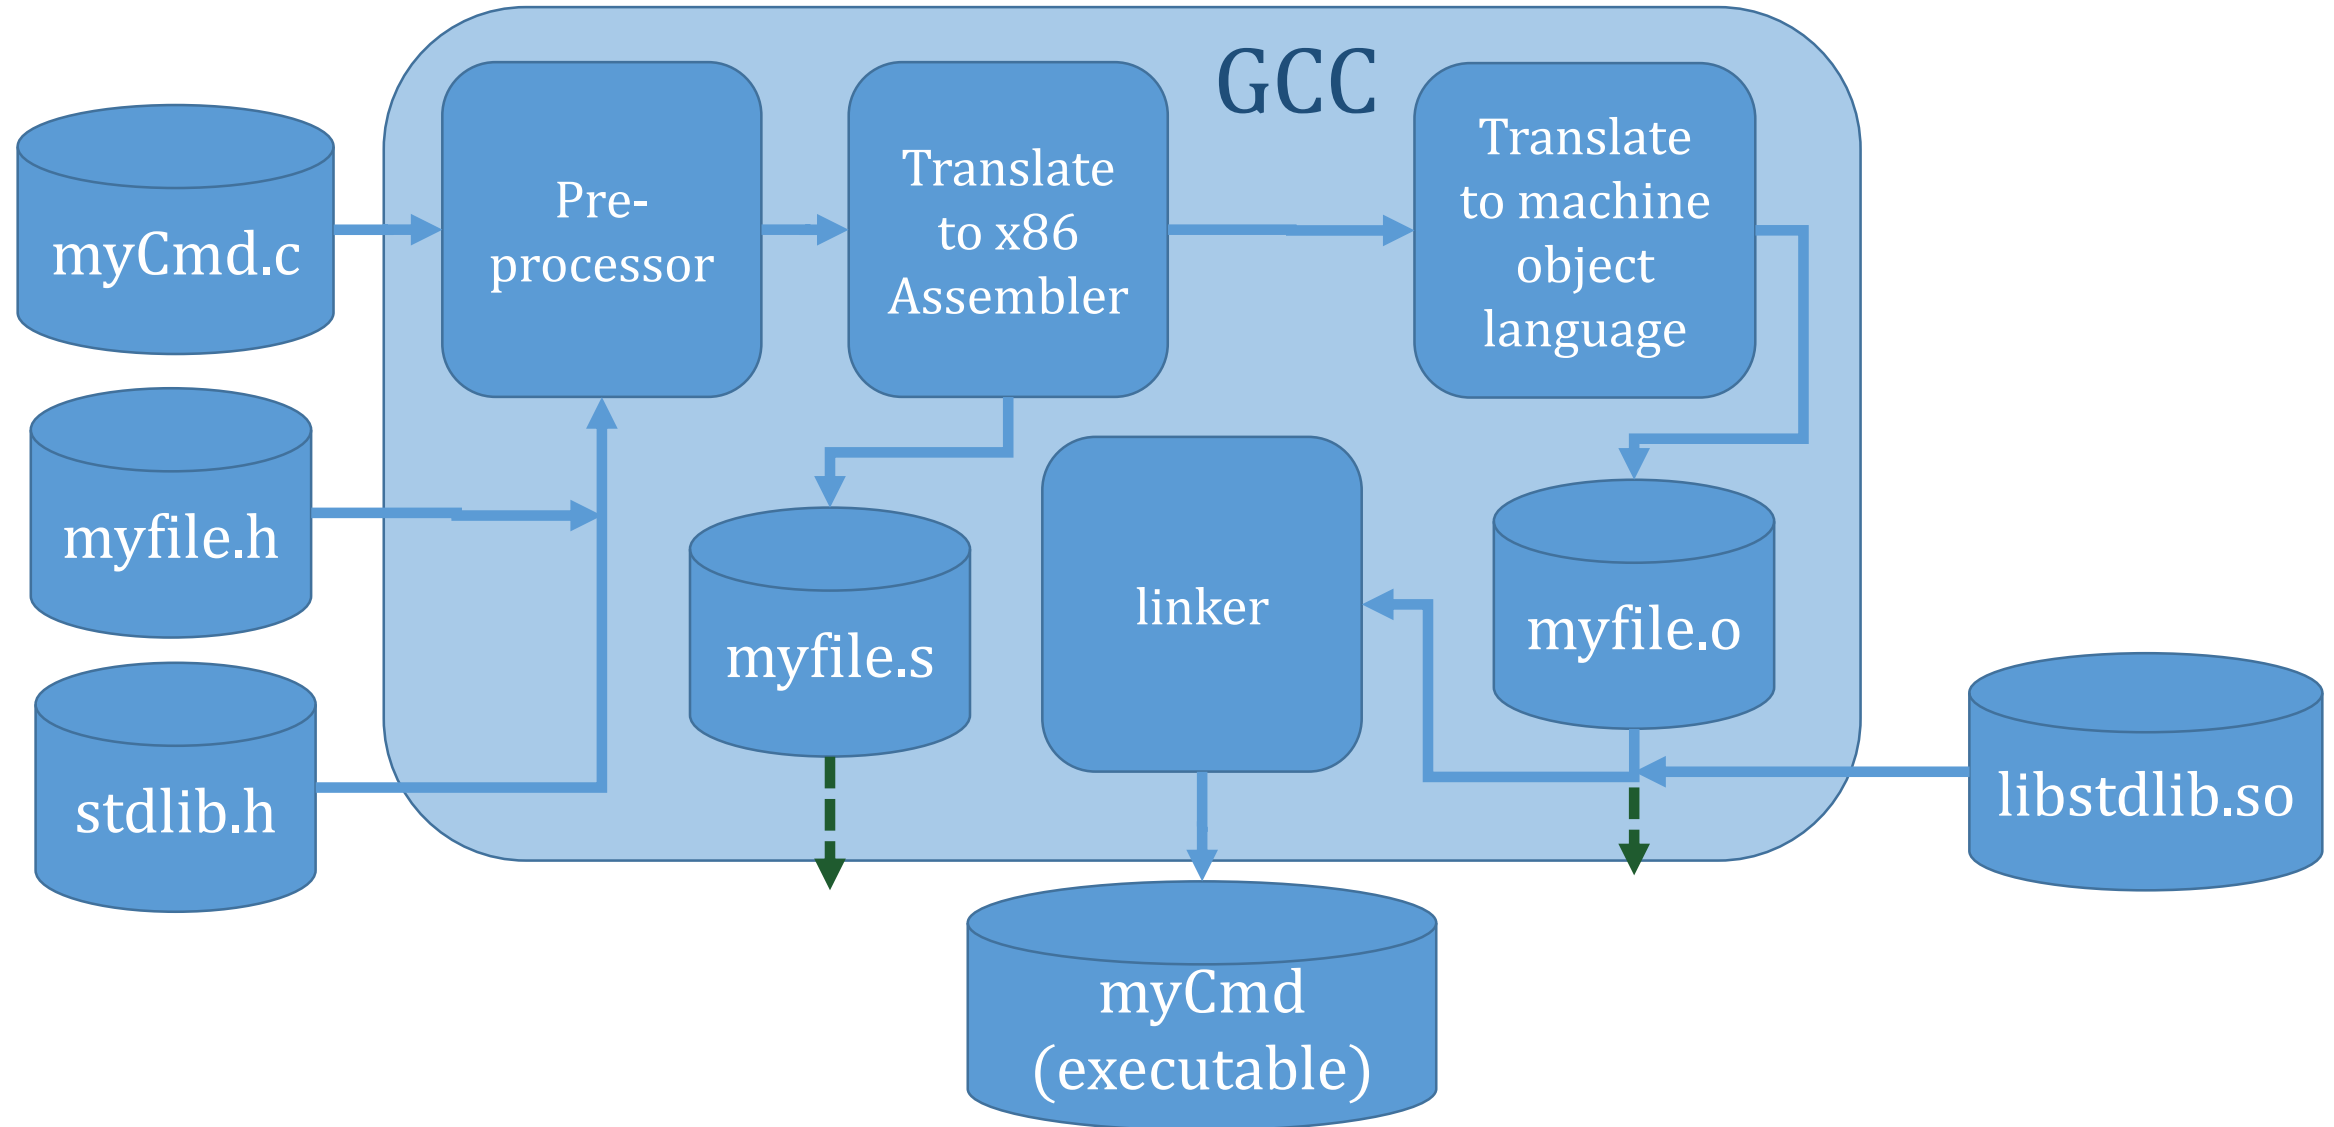 GCC
myCmd.c
Pre-
processor
Translate
to x86
Assembler
Translate
to machine
object
language
myfile.h
myfile.s
linker
myfile.o
stdlib.h
libstdlib.so
myCmd
(executable)